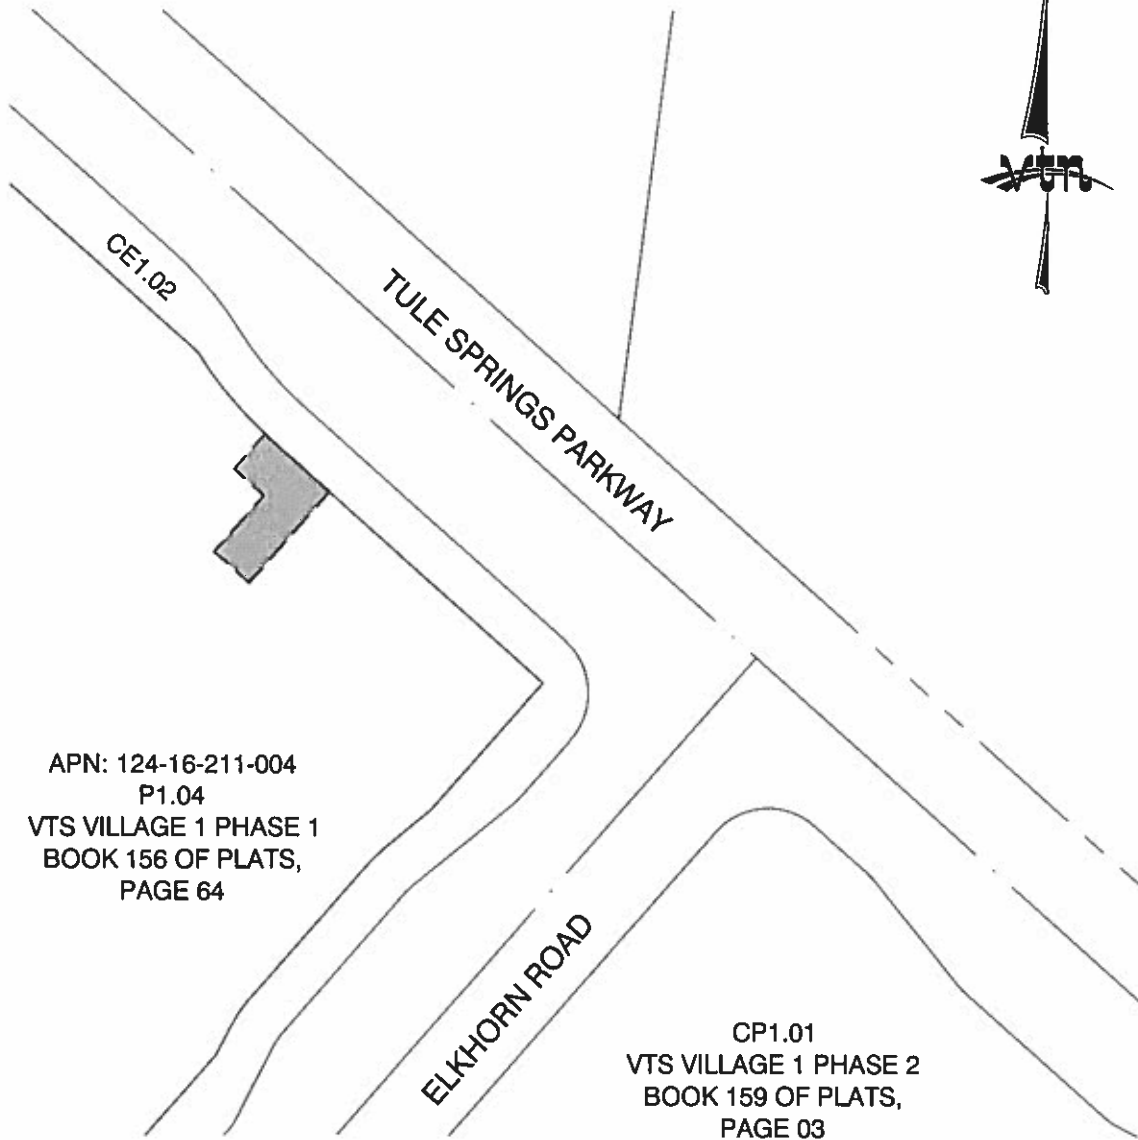 vtn
CE1.02
TULE SPRINGS PARKWAY
APN: 124-16-211-004
P1.04
VTS VILLAGE 1 PHASE 1
BOOK 156 OF PLATS,
PAGE 64
ELKHORN ROAD
CP1.01
VTS VILLAGE 1 PHASE 2
BOOK 159 OF PLATS,
PAGE 03